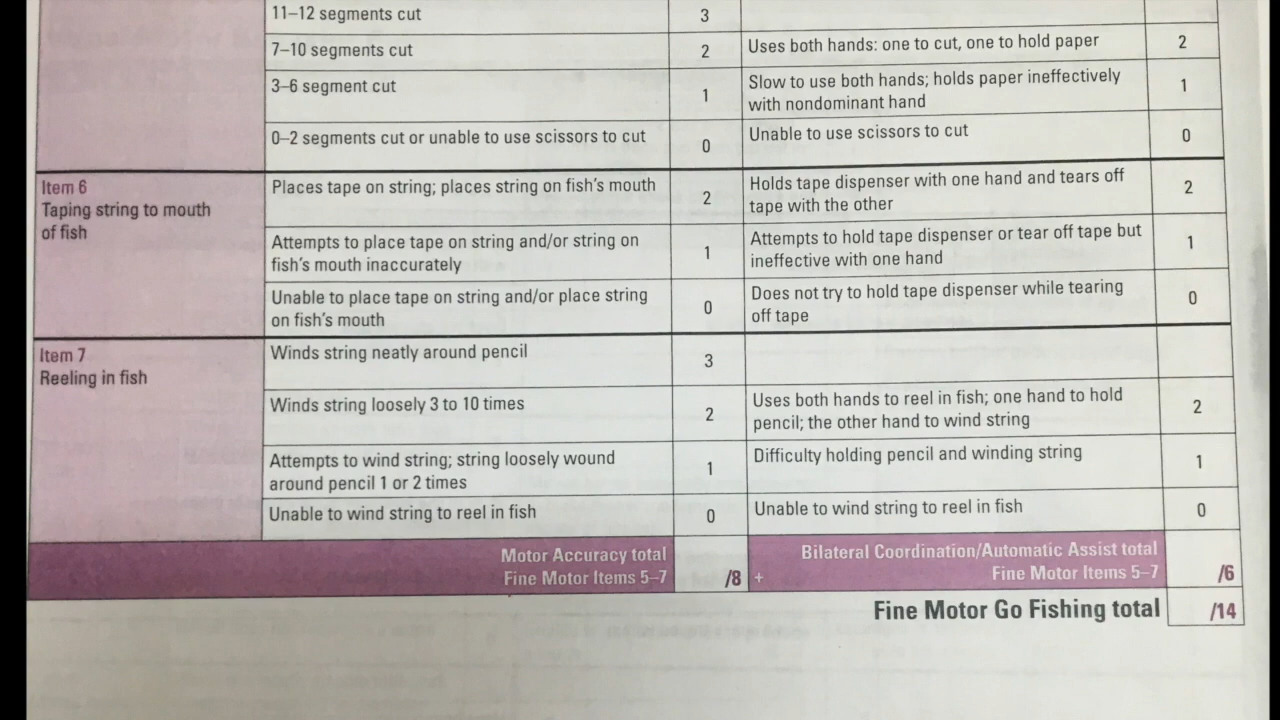 11–12 segments cut 3
7–10 segments cut 2 Uses both hands: one to cut, one to hold paper 2
3–6 segment cut 1 Slow to use both hands; holds paper ineffectively
with nondominant hand 1
0–2 segments cut or unable to use scissors to cut 0 Unable to use scissors to cut 0
Item 6
Taping string to mouth
of fish
Places tape on string; places string on fish's mouth 2 Holds tape dispenser with one hand and tears off
tape with the other 2
Attempts to place tape on string and/or string on
fish's mouth inaccurately 1
Attempts to hold tape dispenser or tear off tape but
ineffective with one hand 1
Unable to place tape on string and/or place string
on fish's mouth 0
Does not try to hold tape dispenser while tearing
off tape 0
Item 7
Reeling in fish
Winds string neatly around pencil 3
Winds string loosely 3 to 10 times 2 Uses both hands to reel in fish; one hand to hold
pencil; the other hand to wind string 2
Attempts to wind string; string loosely wound
around pencil 1 or 2 times 1
Difficulty holding pencil and winding string 1
Unable to wind string to reel in fish 0 Unable to wind string to reel in fish 0
Motor Accuracy total
Fine Motor Items 5–7 /8 +
Bilateral Coordination/Automatic Assist total
Fine Motor Items 5–7 /6
Fine Motor Go Fishing total /14